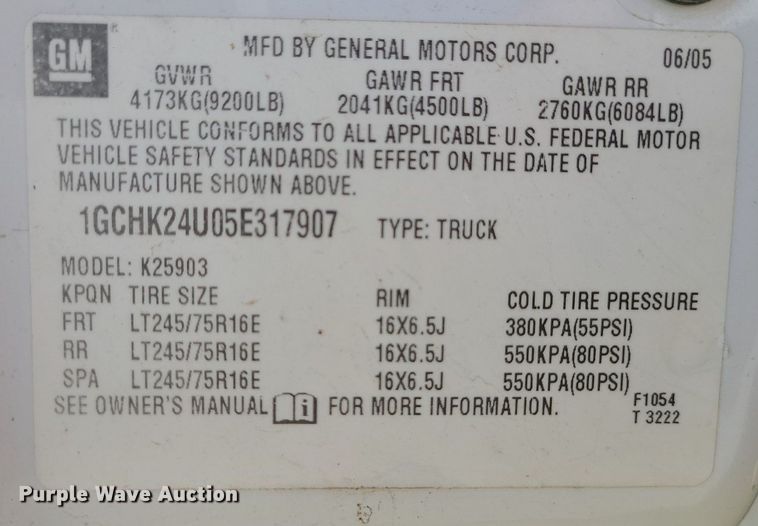 GM
MFD BY GENERAL MOTORS CORP. 06/05
GVWR GAWR FRT GAWR RR
4173KG(9200LB) 2041KG(4500LB) 2760KG(6084LB)
THIS VEHICLE CONFORMS TO ALL APPLICABLE U.S. FEDERAL MOTOR
VEHICLE SAFETY STANDARDS IN EFFECT ON THE DATE OF
MANUFACTURE SHOWN ABOVE.
1GCHK24U05E317907 TYPE: TRUCK
MODEL: K25903
KPQN TIRE SIZE RIM COLD TIRE PRESSURE
FRT LT245/75R16E 16X6.5J 380KPA(55PSI)
RR LT245/75R16E 16X6.5J 550KPA(80PSI)
SPA LT245/75R16E 16X6.5J 550KPA(80PSI)
SEE OWNER'S MANUAL i FOR MORE INFORMATION. F1054
T 3222
Purple Wave Auction